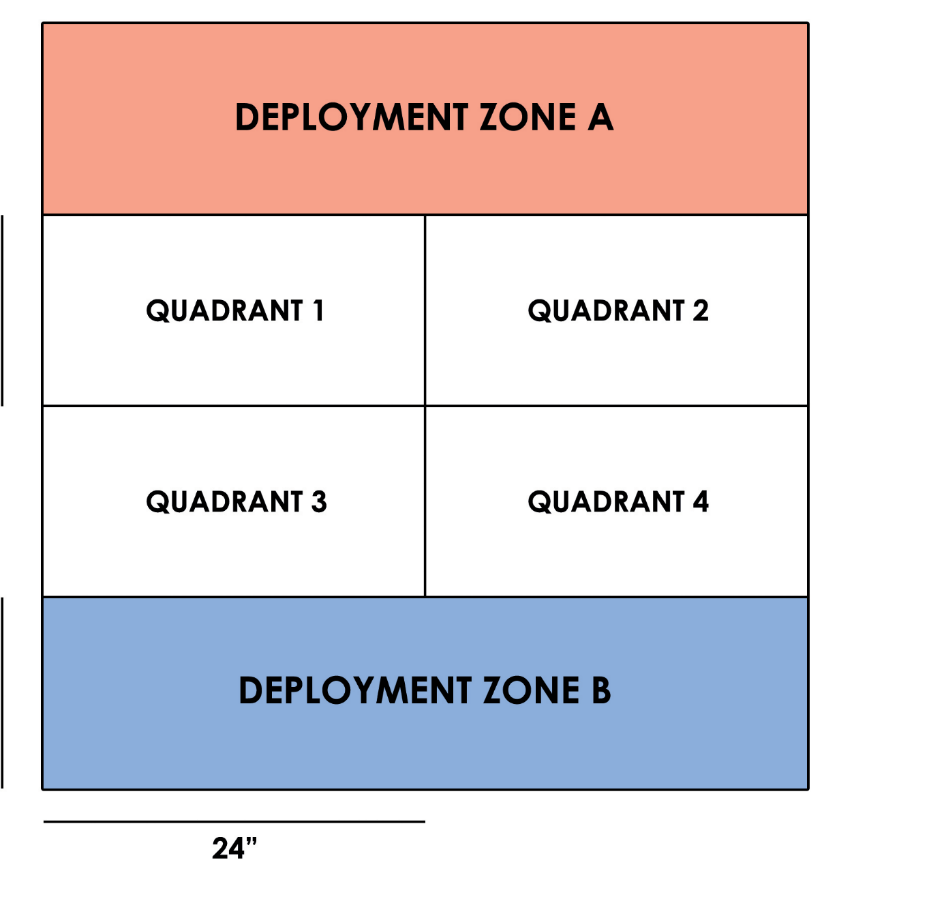 DEPLOYMENT ZONE A
QUADRANT 1
QUADRANT 2
QUADRANT 3
QUADRANT 4
DEPLOYMENT ZONE B
24”